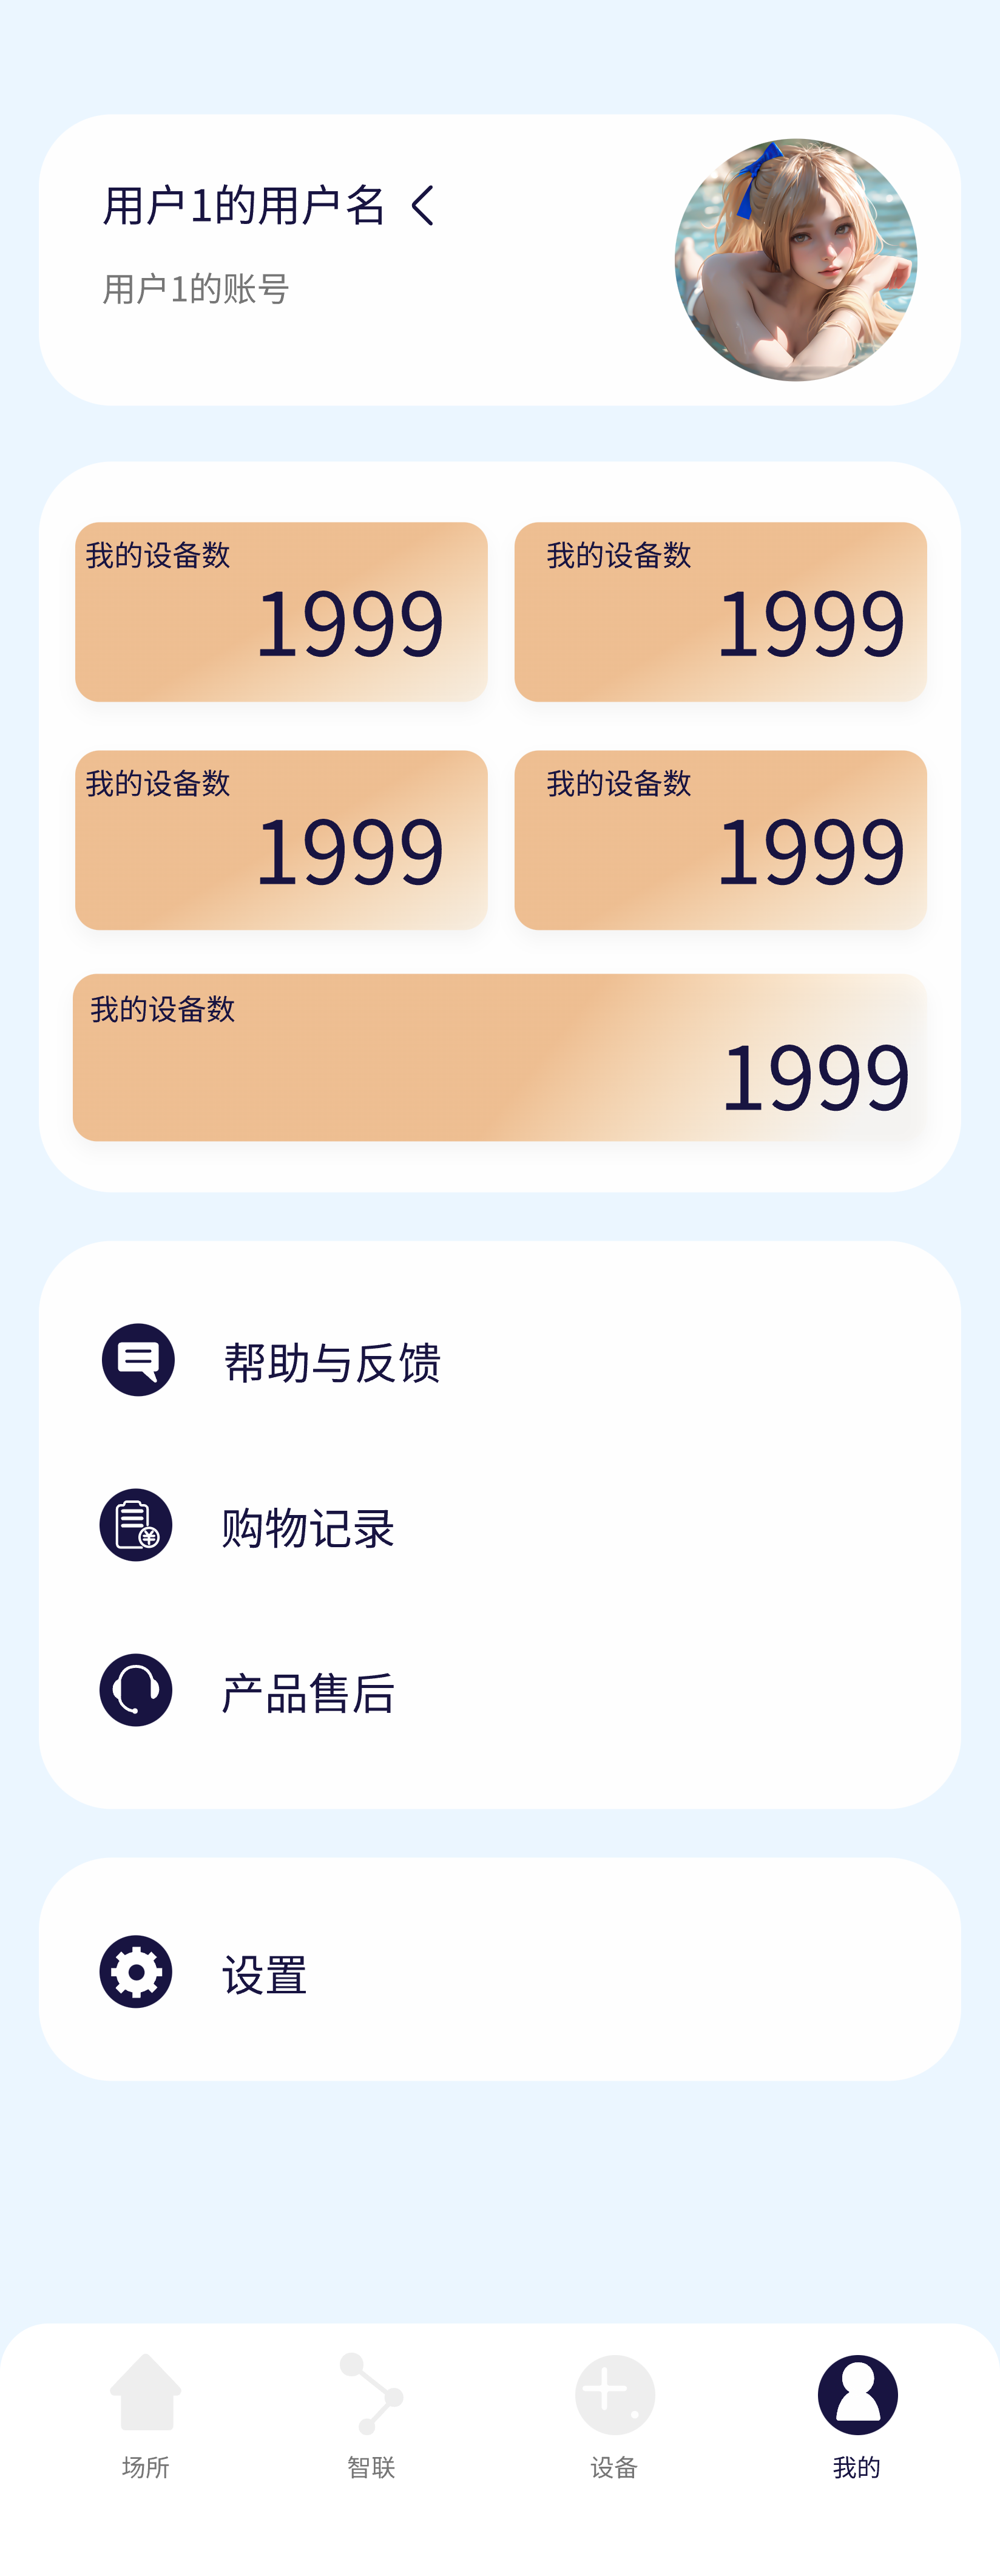 用户1的用户名
用户1的账号
我的设备数
1999
我的设备数
1999
我的设备数
1999
我的设备数
1999
我的设备数
1999
帮助与反馈
购物记录
产品售后
设置
场所
智联
设备
我的